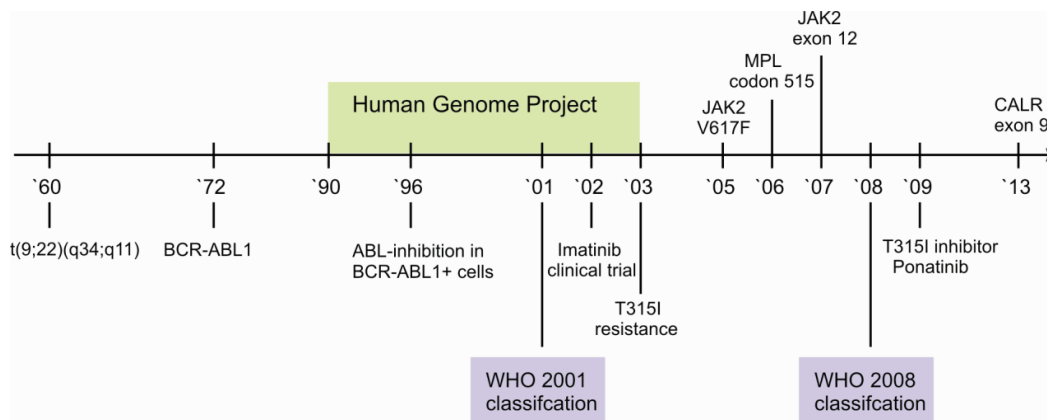 JAK2
exon 12
MPL
codon 515
Human Genome Project
JAK2
V617F
CALR
exon 9
`60
`72
`90
`96
`01
`02
`03
`05
`06
`07
`08
`09
`13
t(9;22)(q34;q11)
BCR-ABL1
ABL-inhibition in
BCR-ABL1+ cells
Imatinib
clinical trial
T315I inhibitor
Ponatinib
T315I
resistance
WHO 2001
classifcation
WHO 2008
classifcation